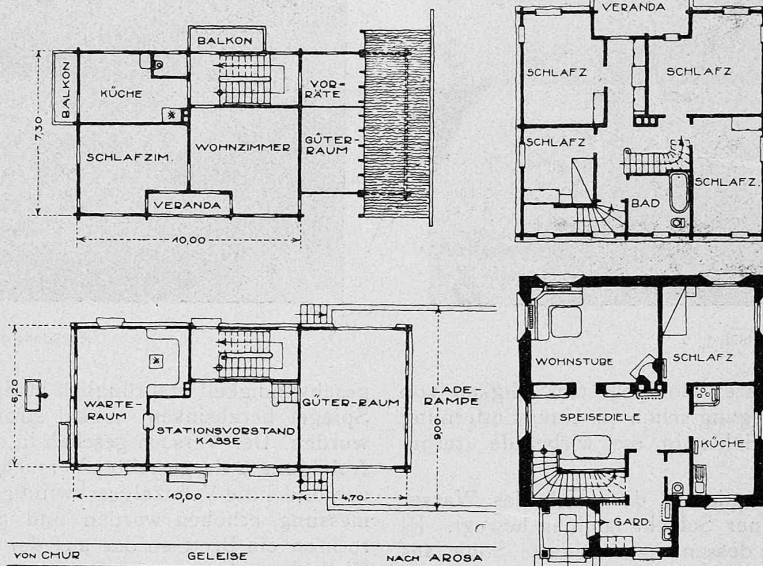 BALKON
BALKON
KÜCHE
VOR-
RÄTE
7,30
SCHLAFZIM.
WOHNZIMMER
GÜTER-
RAUM
VERANDA
10,00
VERANDA
SCHLAFZ
SCHLAFZ
SCHLAFZ
SCHLAFZ.
BAD
6,20
WARTE-
RAUM
STATIONSVORSTAND
KASSE
GÜTER-RAUM
LADE-
RAMPE
9,00
10,00
4,70
VON CHUR
GELEISE
NACH AROSA
WOHNSTUBE
SCHLAFZ
SPEISEDIELE
KÜCHE
GARD.